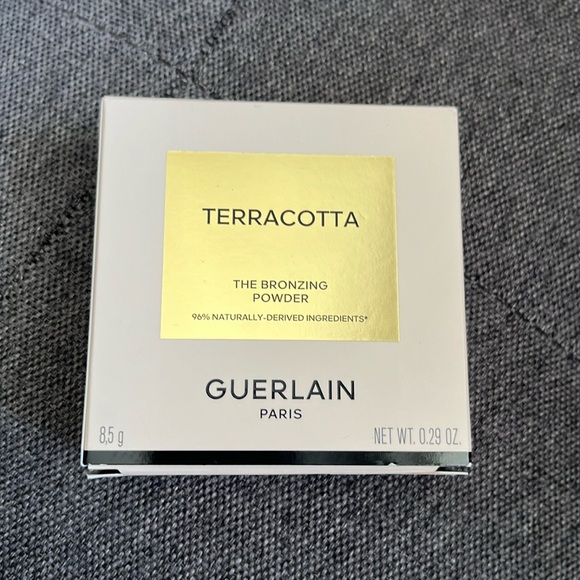 TERRACOTTA
THE BRONZING
POWDER
96% NATURALLY-DERIVED INGREDIENTS*
GUERLAIN
PARIS
8,5 g NET WT. 0.29 OZ.